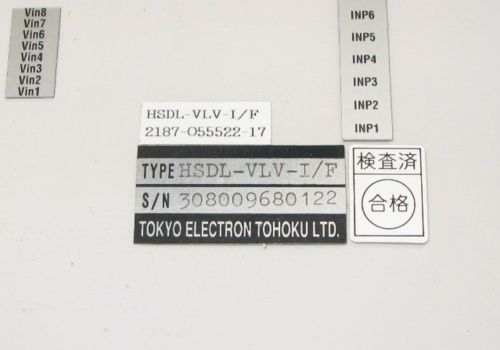 Vin8
Vin7
Vin6
Vin5
Vin4
Vin3
Vin2
Vin1
INP6
INP5
INP4
INP3
INP2
INP1
HSDL-VLV-I/F
2187-055522-17
TYPE HSDL-VLV-I/F
S/N 308009680122
TOKYO ELECTRON TOHOKU LTD.
検査済
合格